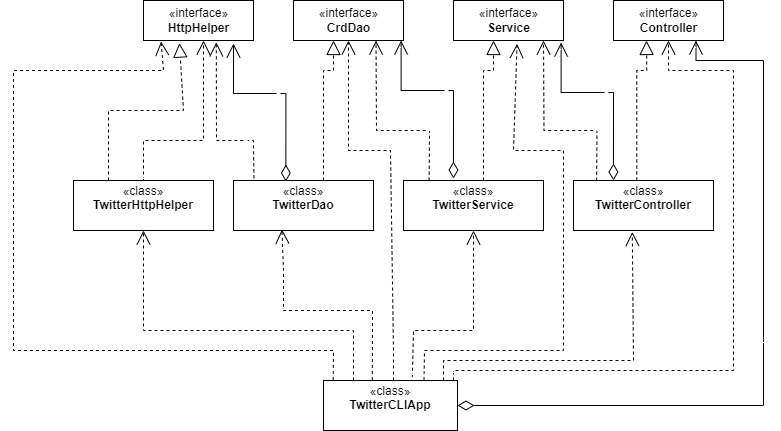 «interface»
HttpHelper
«interface»
CrdDao
«interface»
Service
«interface»
Controller
«class»
TwitterHttpHelper
«class»
TwitterDao
«class»
TwitterService
«class»
TwitterController
«class»
TwitterCLIApp